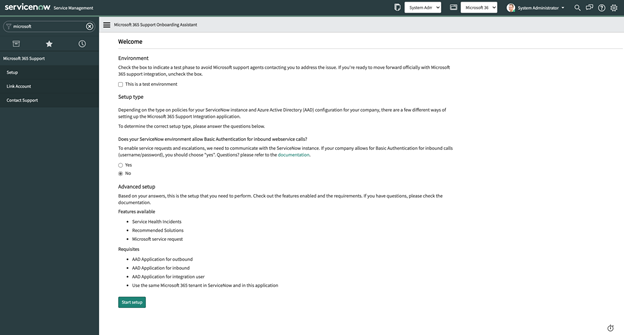 servicenow Service Management
System Adm
Microsoft 36
System Administrator
microsoft
Microsoft 365 Support
Setup
Link Account
Contact Support
Microsoft 365 Support Onboarding Assistant
Welcome
Environment
Check the box to indicate a test phase to avoid Microsoft support agents contacting you to address the issue. If you're ready to move forward officially with Microsoft
365 support integration, uncheck the box.
This is a test environment
Setup type
Depending on the type on policies for your ServiceNow instance and Azure Active Directory (AAD) configuration for your company, there are a few different ways of
setting up the Microsoft 365 Support Integration application.
To determine the correct setup type, please answer the questions below.
Does your ServiceNow environment allow Basic Authentication for inbound webservice calls?
To enable service requests and escalations, we need to communicate with the ServiceNow Instance. If your company allows for Basic Authentication for inbound calls
(username/password), you should choose "yes". Questions? please refer to the documentation.
Yes
No
Advanced setup
Based on your answers, this is the setup that you need to perform. Check out the features enabled and the requirements. If you have questions, please check the
documentation.
Features available
Service Health Incidents
Recommended Solutions
Microsoft service request
Requisites
AAD Application for outbound
AAD Application for inbound
AAD Application for integration user
Use the same Microsoft 365 tenant in ServiceNow and in this application
Start setup